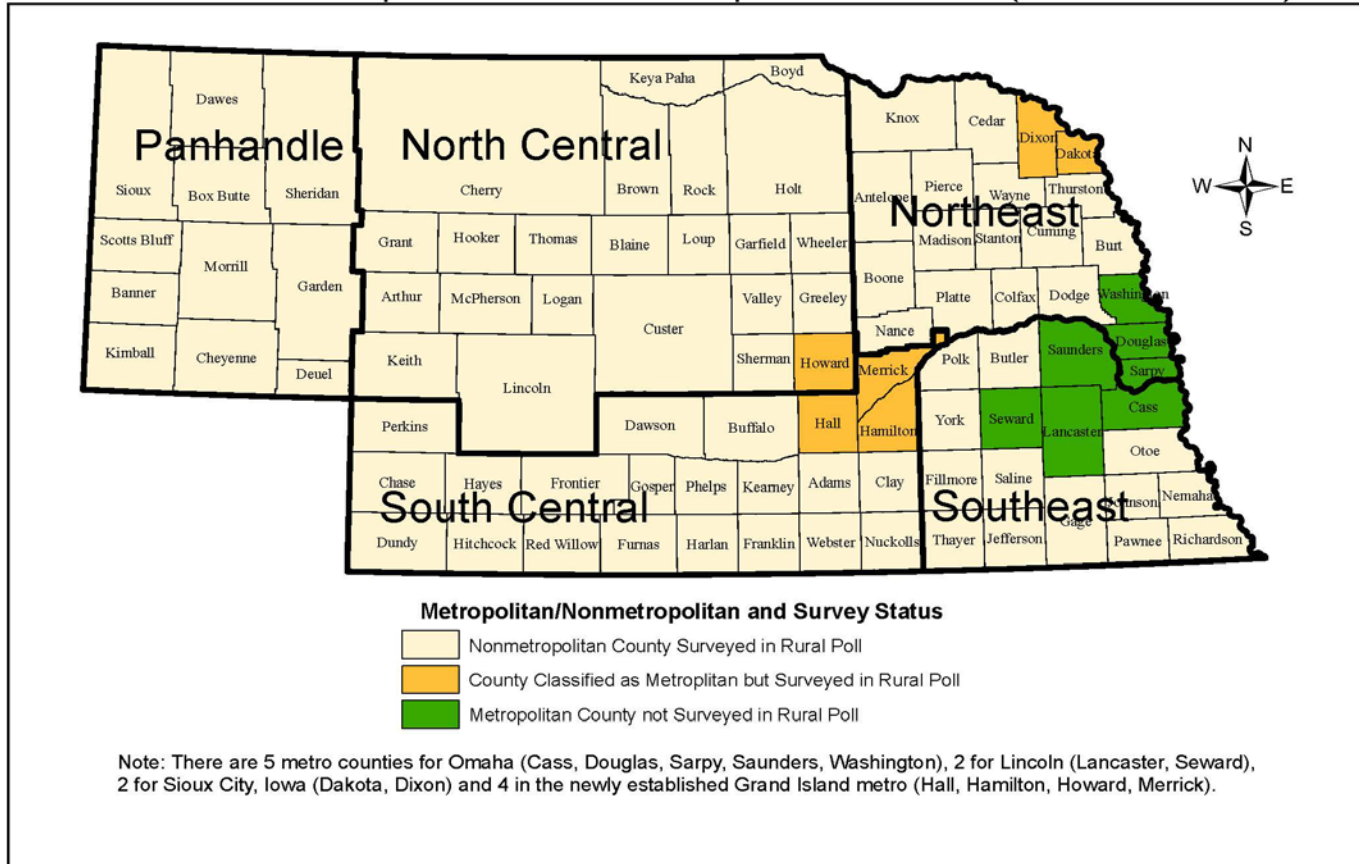 Keya Paha
Boyd
Dawes
Knox
Cedar
Dixon
Dakota
N
W E
S
Panhandle
North Central
Northeast
Sioux
Box Butte
Sheridan
Cherry
Brown
Rock
Holt
Antelope
Pierce
Wayne
Thurston
Scotts Bluff
Morrill
Garden
Grant
Hooker
Thomas
Blaine
Loup
Garfield
Wheeler
Madison
Stanton
Cuming
Burt
Banner
Arthur
McPherson
Logan
Custer
Valley
Greeley
Boone
Platte
Colfax
Dodge
Washington
Kimball
Cheyenne
Deuel
Keith
Lincoln
Sherman
Howard
Nance
Merrick
Polk
Butler
Saunders
Douglas
Sarpy
Perkins
Dawson
Buffalo
Hall
Hamilton
York
Seward
Lancaster
Cass
Otoe
Chase
Hayes
Frontier
Gosper
Phelps
Kearney
Adams
Clay
Fillmore
Saline
South Central
Southeast
Gage
Johnson
Nemaha
Dundy
Hitchcock
Red Willow
Furnas
Harlan
Franklin
Webster
Nuckolls
Thayer
Jefferson
Pawnee
Richardson
Metropolitan/Nonmetropolitan and Survey Status
Nonmetropolitan County Surveyed in Rural Poll
County Classified as Metroplitan but Surveyed in Rural Poll
Metropolitan County not Surveyed in Rural Poll
Note: There are 5 metro counties for Omaha (Cass, Douglas, Sarpy, Saunders, Washington), 2 for Lincoln (Lancaster, Seward),
2 for Sioux City, Iowa (Dakota, Dixon) and 4 in the newly established Grand Island metro (Hall, Hamilton, Howard, Merrick).